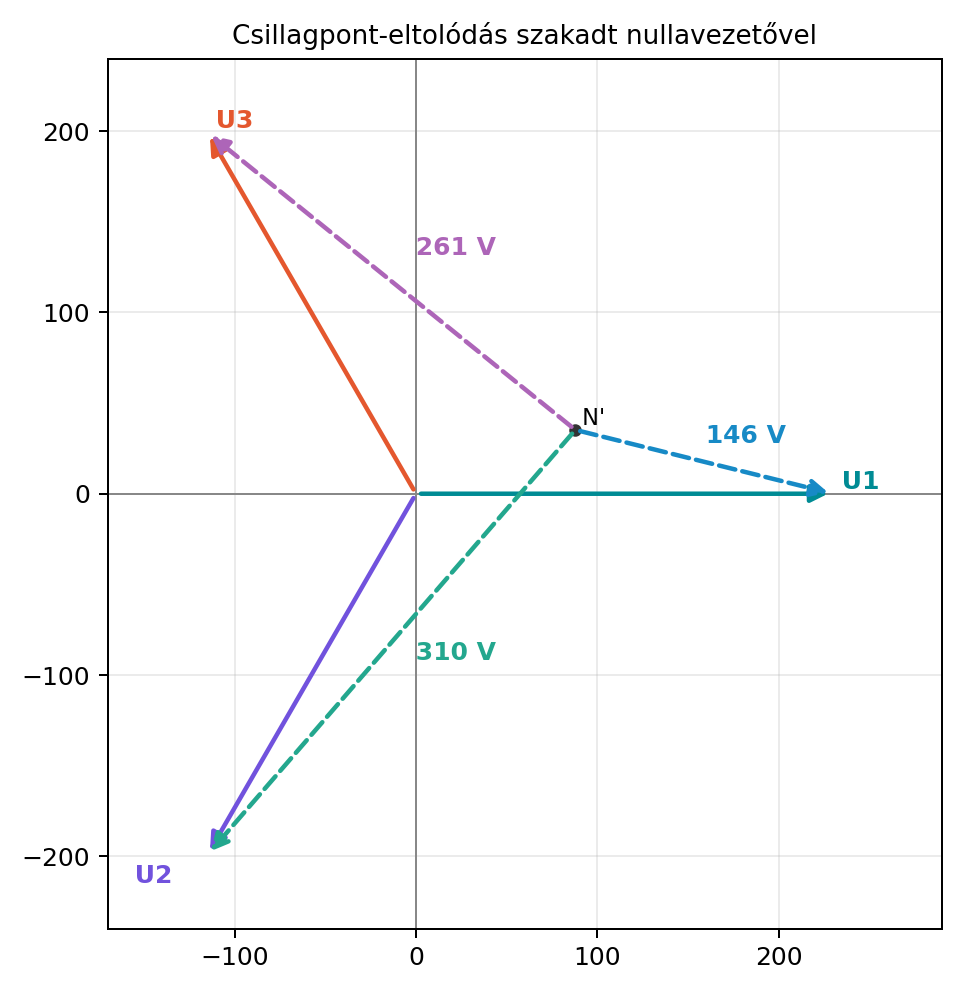 Csillagpont-eltolódás szakadt nullavezetővel
200
100
0
−100
−200
−100
0
100
200
U3
261 V
N'
146 V
U1
310 V
U2